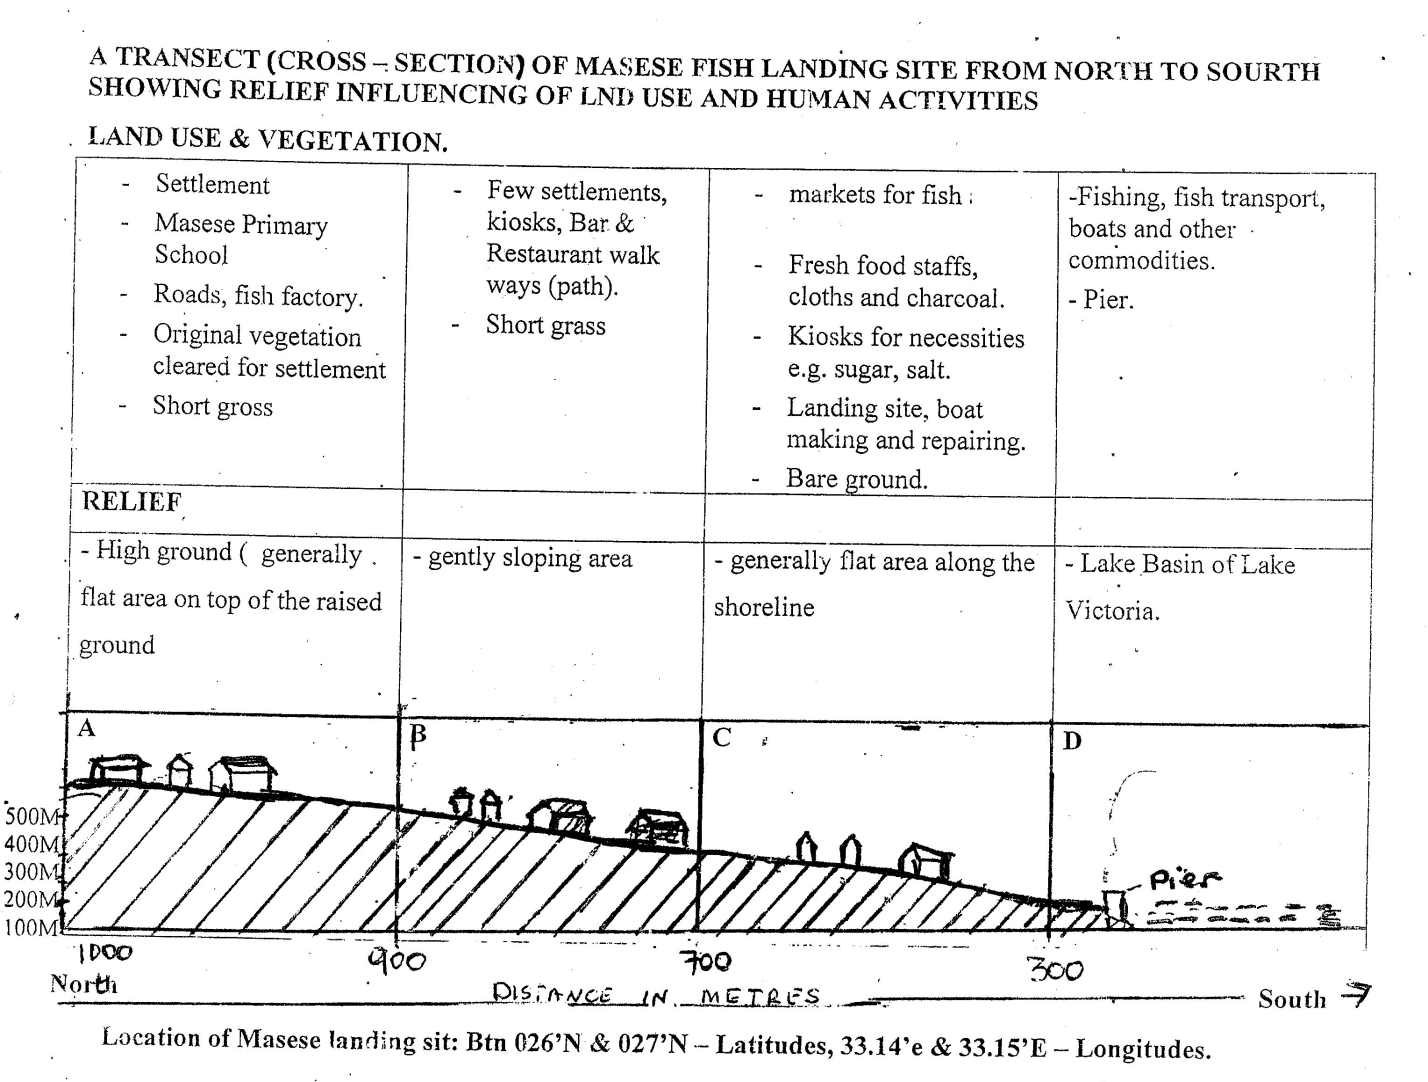 A TRANSECT (CROSS – SECTION) OF MASESE FISH LANDING SITE FROM NORTH TO SOURTH
SHOWING RELIEF INFLUENCING OF LND USE AND HUMAN ACTIVITIES
LAND USE & VEGETATION.
- Settlement
- Masese Primary
School
- Roads, fish factory.
- Original vegetation
cleared for settlement
- Short gross
- Few settlements,
kiosks, Bar &
Restaurant walk
ways (path).
- Short grass
- markets for fish :
- Fresh food staffs,
cloths and charcoal.
- Kiosks for necessities
e.g. sugar, salt.
- Landing site, boat
making and repairing.
- Bare ground.
-Fishing, fish transport,
boats and other
commodities.
- Pier.
RELIEF
- High ground ( generally
flat area on top of the raised
ground
- gently sloping area
- generally flat area along the
shoreline
- Lake Basin of Lake
Victoria.
A
B
C
D
500M
400M
300M
200M
100M
Pier
1000
900
700
300
North
DISTANCE IN METRES
South
Location of Masese landing sit: Btn 026'N & 027'N – Latitudes, 33.14'e & 33.15'E – Longitudes.